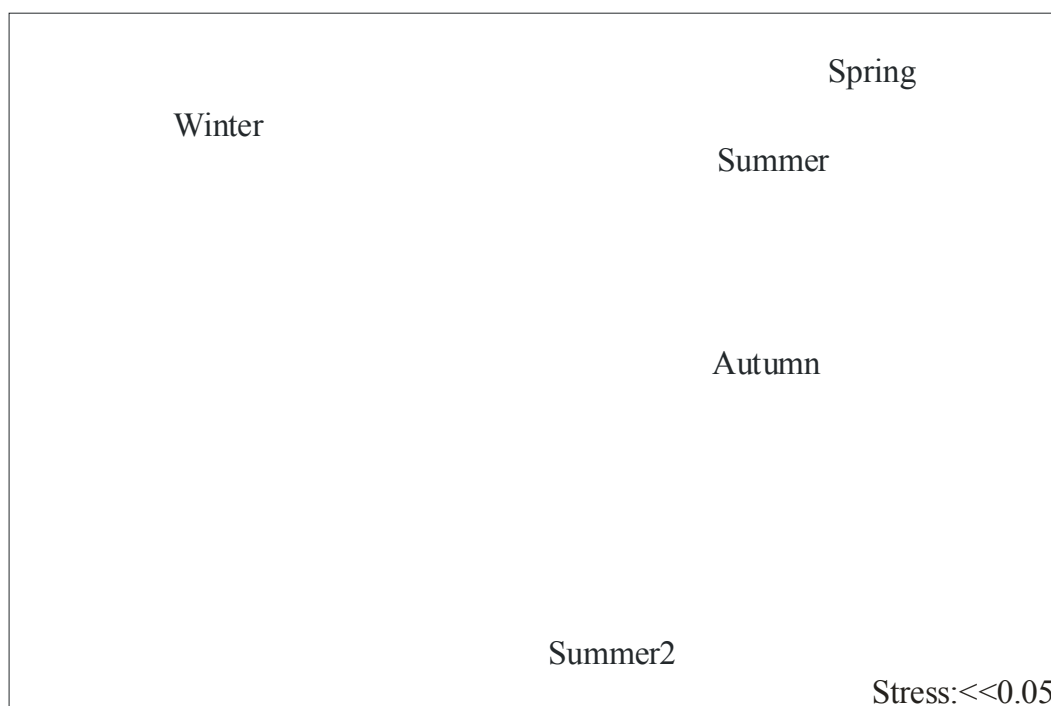 Spring
Winter
Summer
Autumn
Summer2
Stress:<<0.05